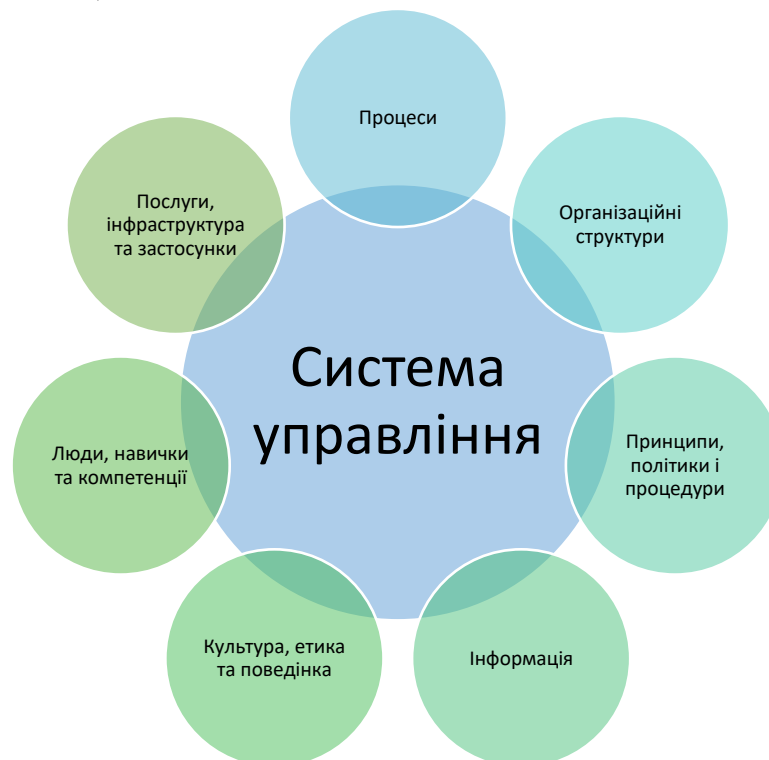 Процеси
Організаційні
структури
Принципи,
політики і
процедури
Інформація
Культура, етика
та поведінка
Люди, навички
та компетенції
Послуги,
інфраструктура
та застосунки
Система
управління